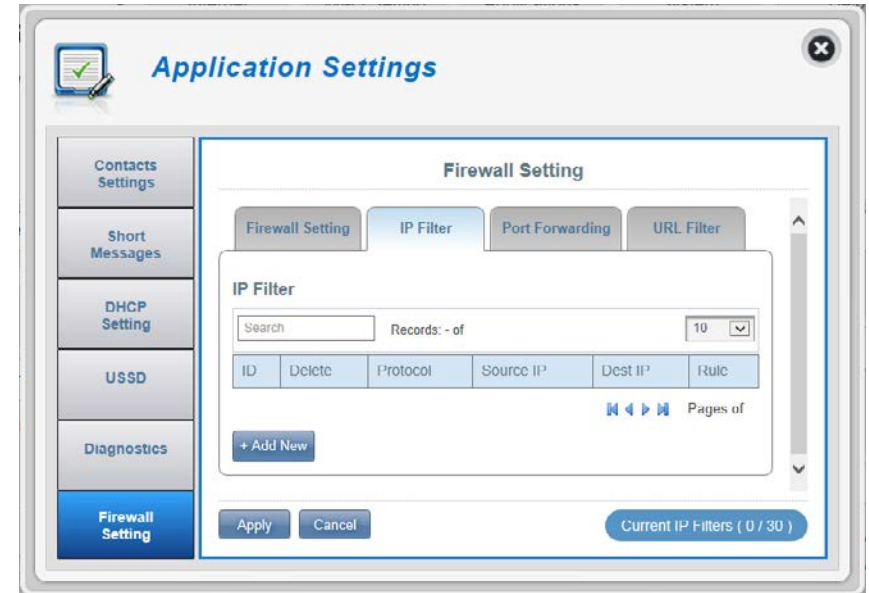 Application Settings
Contacts
Settings
Short
Messages
DHCP
Setting
USSD
Diagnostics
Firewall
Setting
Firewall Setting
Firewall Setting
IP Filter
Port Forwarding
URL Filter
IP Filter
Search
Records: - of
10
ID
Delete
Protocol
Source IP
Dest IP
Rule
Pages of
+ Add New
Apply
Cancel
Current IP Filters ( 0 / 30 )